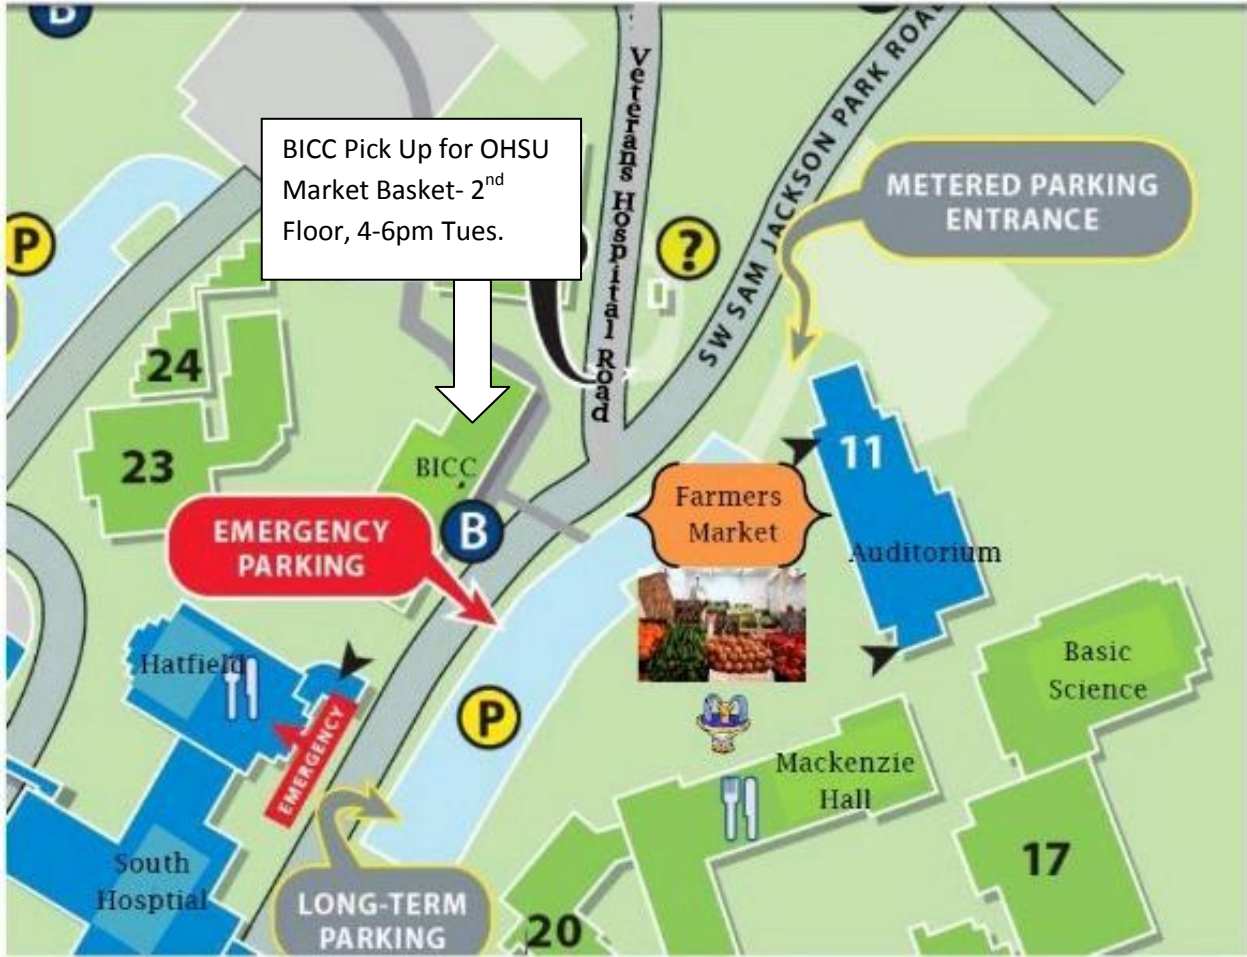 B
BICC Pick Up for OHSU
Market Basket- 2nd
Floor, 4-6pm Tues.
Veterans Hospital Road
SW SAM JACKSON PARK ROAD
METERED PARKING
ENTRANCE
P
?
24
23
BICC
B
EMERGENCY
PARKING
Farmers
Market
11
Auditorium
Hatfield
EMERGENCY
P
Basic
Science
Mackenzie
Hall
17
South
Hosptial
LONG-TERM
PARKING
20